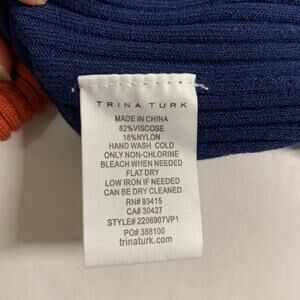 TRINA TURK
MADE IN CHINA
82%VISCOSE
18%NYLON
HAND WASH COLD
ONLY NON-CHLORINE
BLEACH WHEN NEEDED
FLAT DRY
LOW IRON IF NEEDED
CAN BE DRY CLEANED
RN# 93415
CA# 30427
STYLE# 2206907VP1
PO# 388100
trinaturk.com